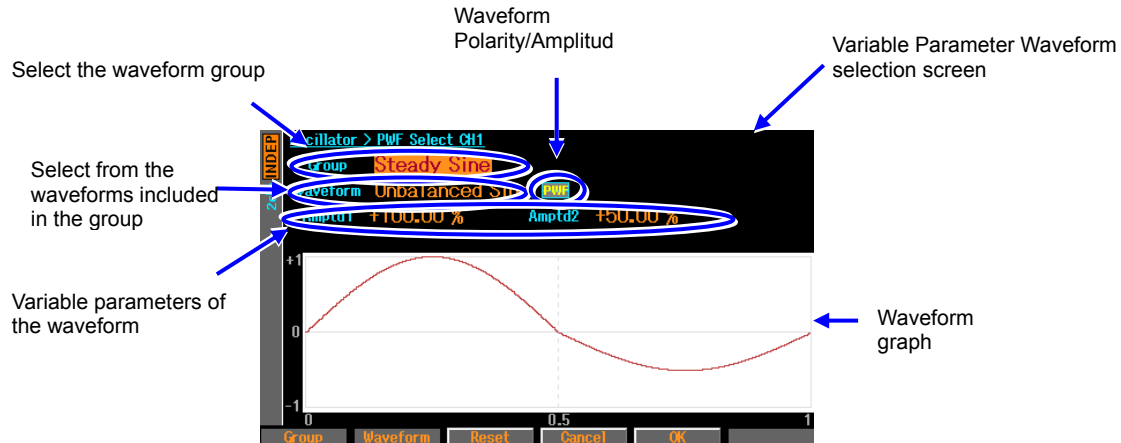 Waveform
Polarity/Amplitud
Variable Parameter Waveform
selection screen
Select the waveform group
Select from the
waveforms included
in the group
Variable parameters of
the waveform
Waveform
graph
INDEP
Oscillator > PWF Select CH1
Group Steady Sine
Waveform Unbalanced PWF
Amptd1 +100.00 % Amptd2 +50.00 %
+1
0
-1
0 0.5 1
Group Waveform Reset Cancel OK